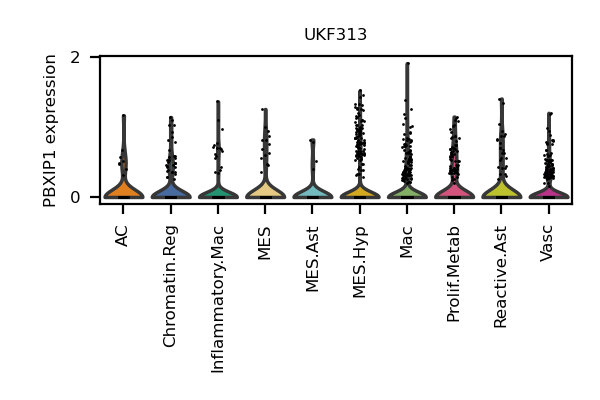 UKF313
PBXIP1 expression
2
0
AC
Chromatin.Reg
Inflammatory.Mac
MES
MES.Ast
MES.Hyp
Mac
Prolif.Metab
Reactive.Ast
Vasc